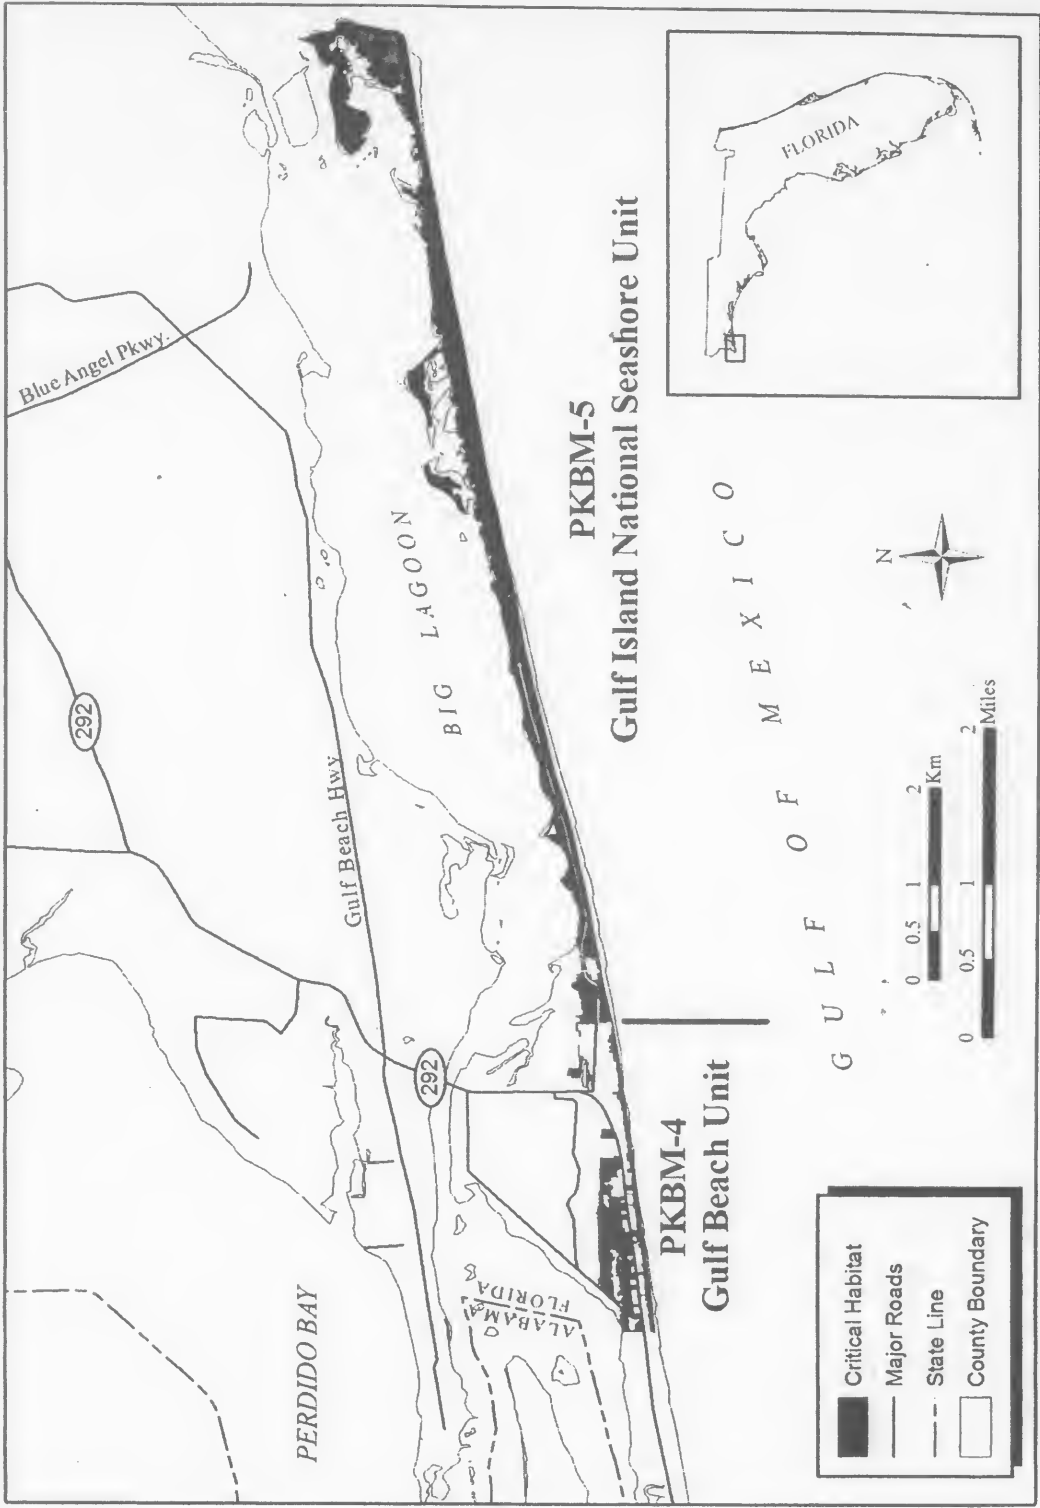 Blue Angel Pkwy.
292
Gulf Beach Hwy
BIG LAGOON
292
PERDIDO BAY
ALABAMA
FLORIDA
PKBM-5
Gulf Island National Seashore Unit
PKBM-4
Gulf Beach Unit
GULF OF MEXICO
FLORIDA
N
0 0.5 1 2
Km
0 0.5 1 2
Miles
Critical Habitat
Major Roads
State Line
County Boundary